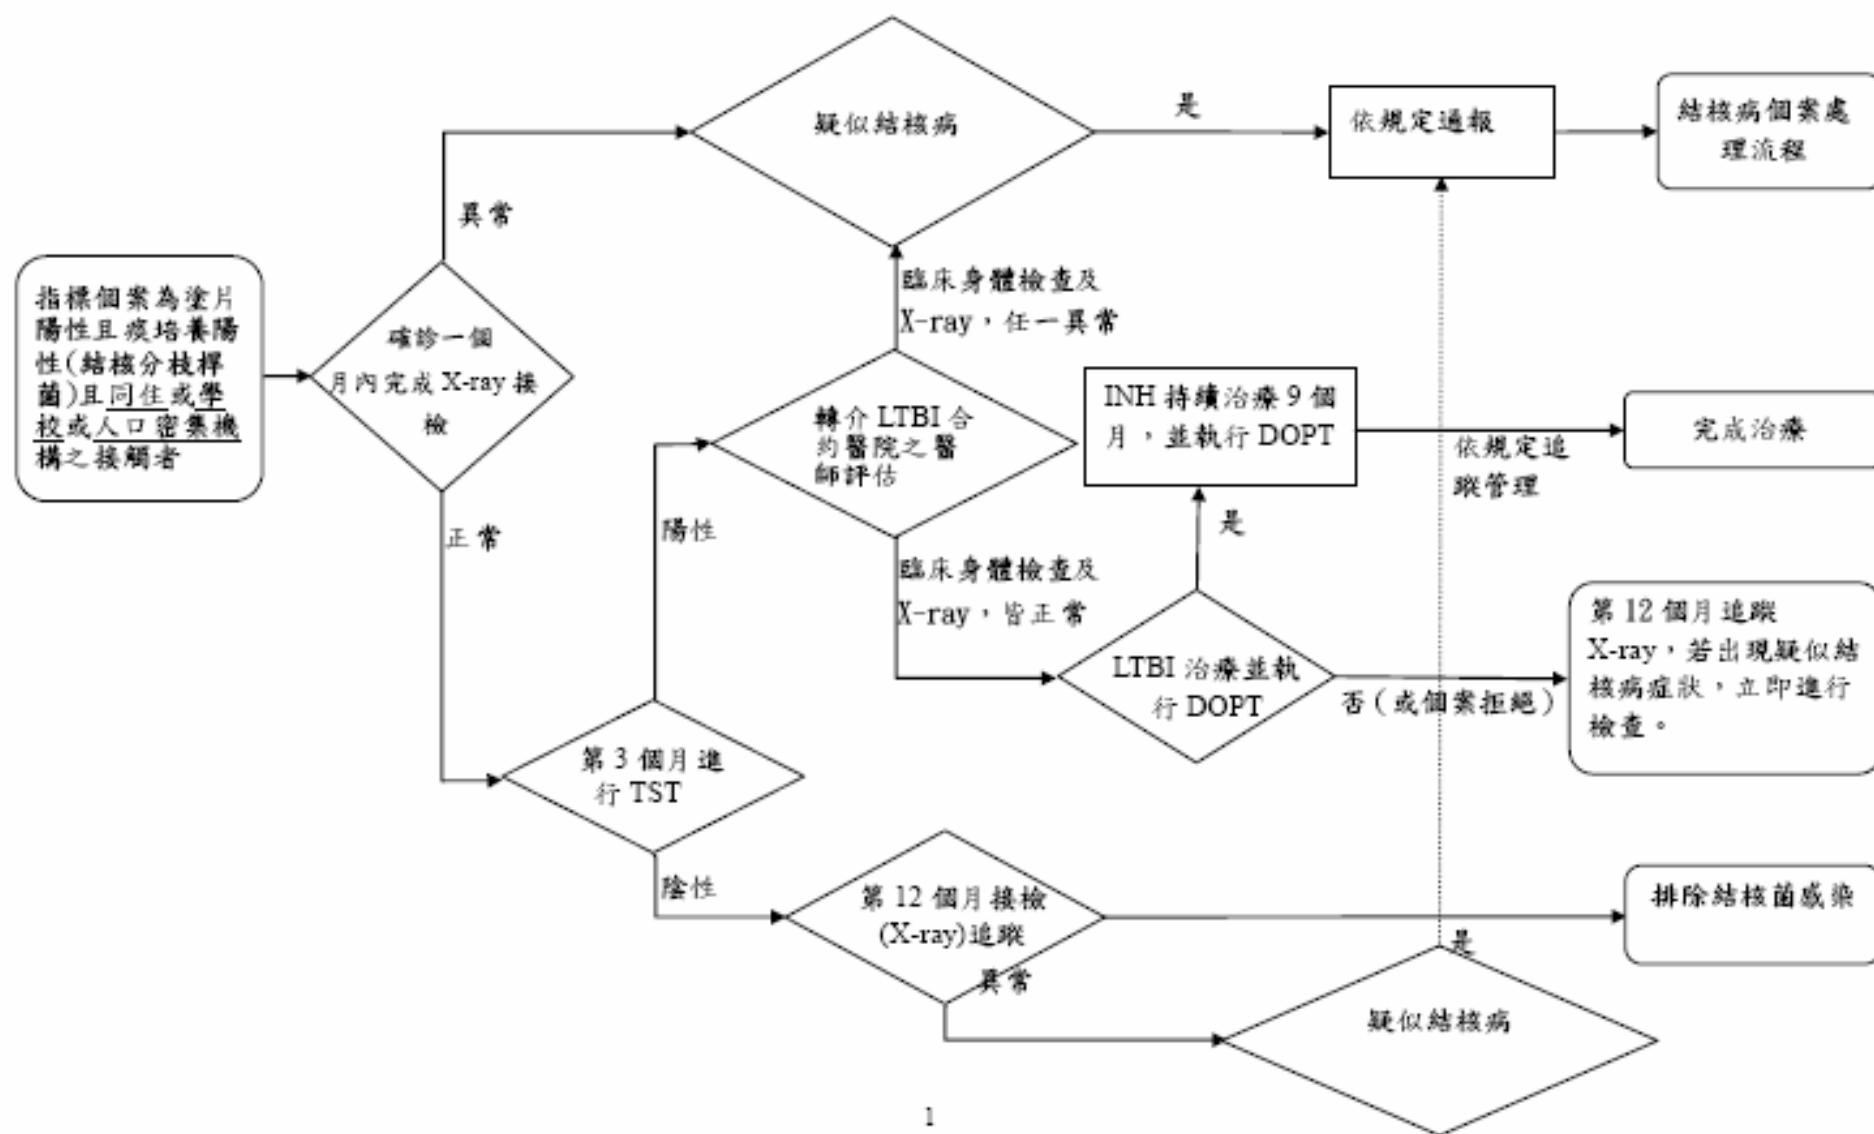 疑似結核病
是
依規定通報
結核病個案處
理流程
異常
指標個案為塗片
陽性且痰培養陽
性(結核分枝桿
菌)且同住或學
校或人口密集機
構之接觸者
確診一個
月內完成 X-ray 接
檢
臨床身體檢查及
X-ray，任一異常
轉介 LTBI 合
約醫院之醫
師評估
INH 持續治療 9 個
月，並執行 DOPT
依規定追
蹤管理
完成治療
正常
陽性
是
臨床身體檢查及
X-ray，皆正常
LTBI 治療並執
行 DOPT
否（或個案拒絕）
第 12 個月追蹤
X-ray，若出現疑似結
核病症狀，立即進行
檢查。
第 3 個月進
行 TST
陰性
第 12 個月接檢
(X-ray)追蹤
異常
排除結核菌感染
是
疑似結核病
1